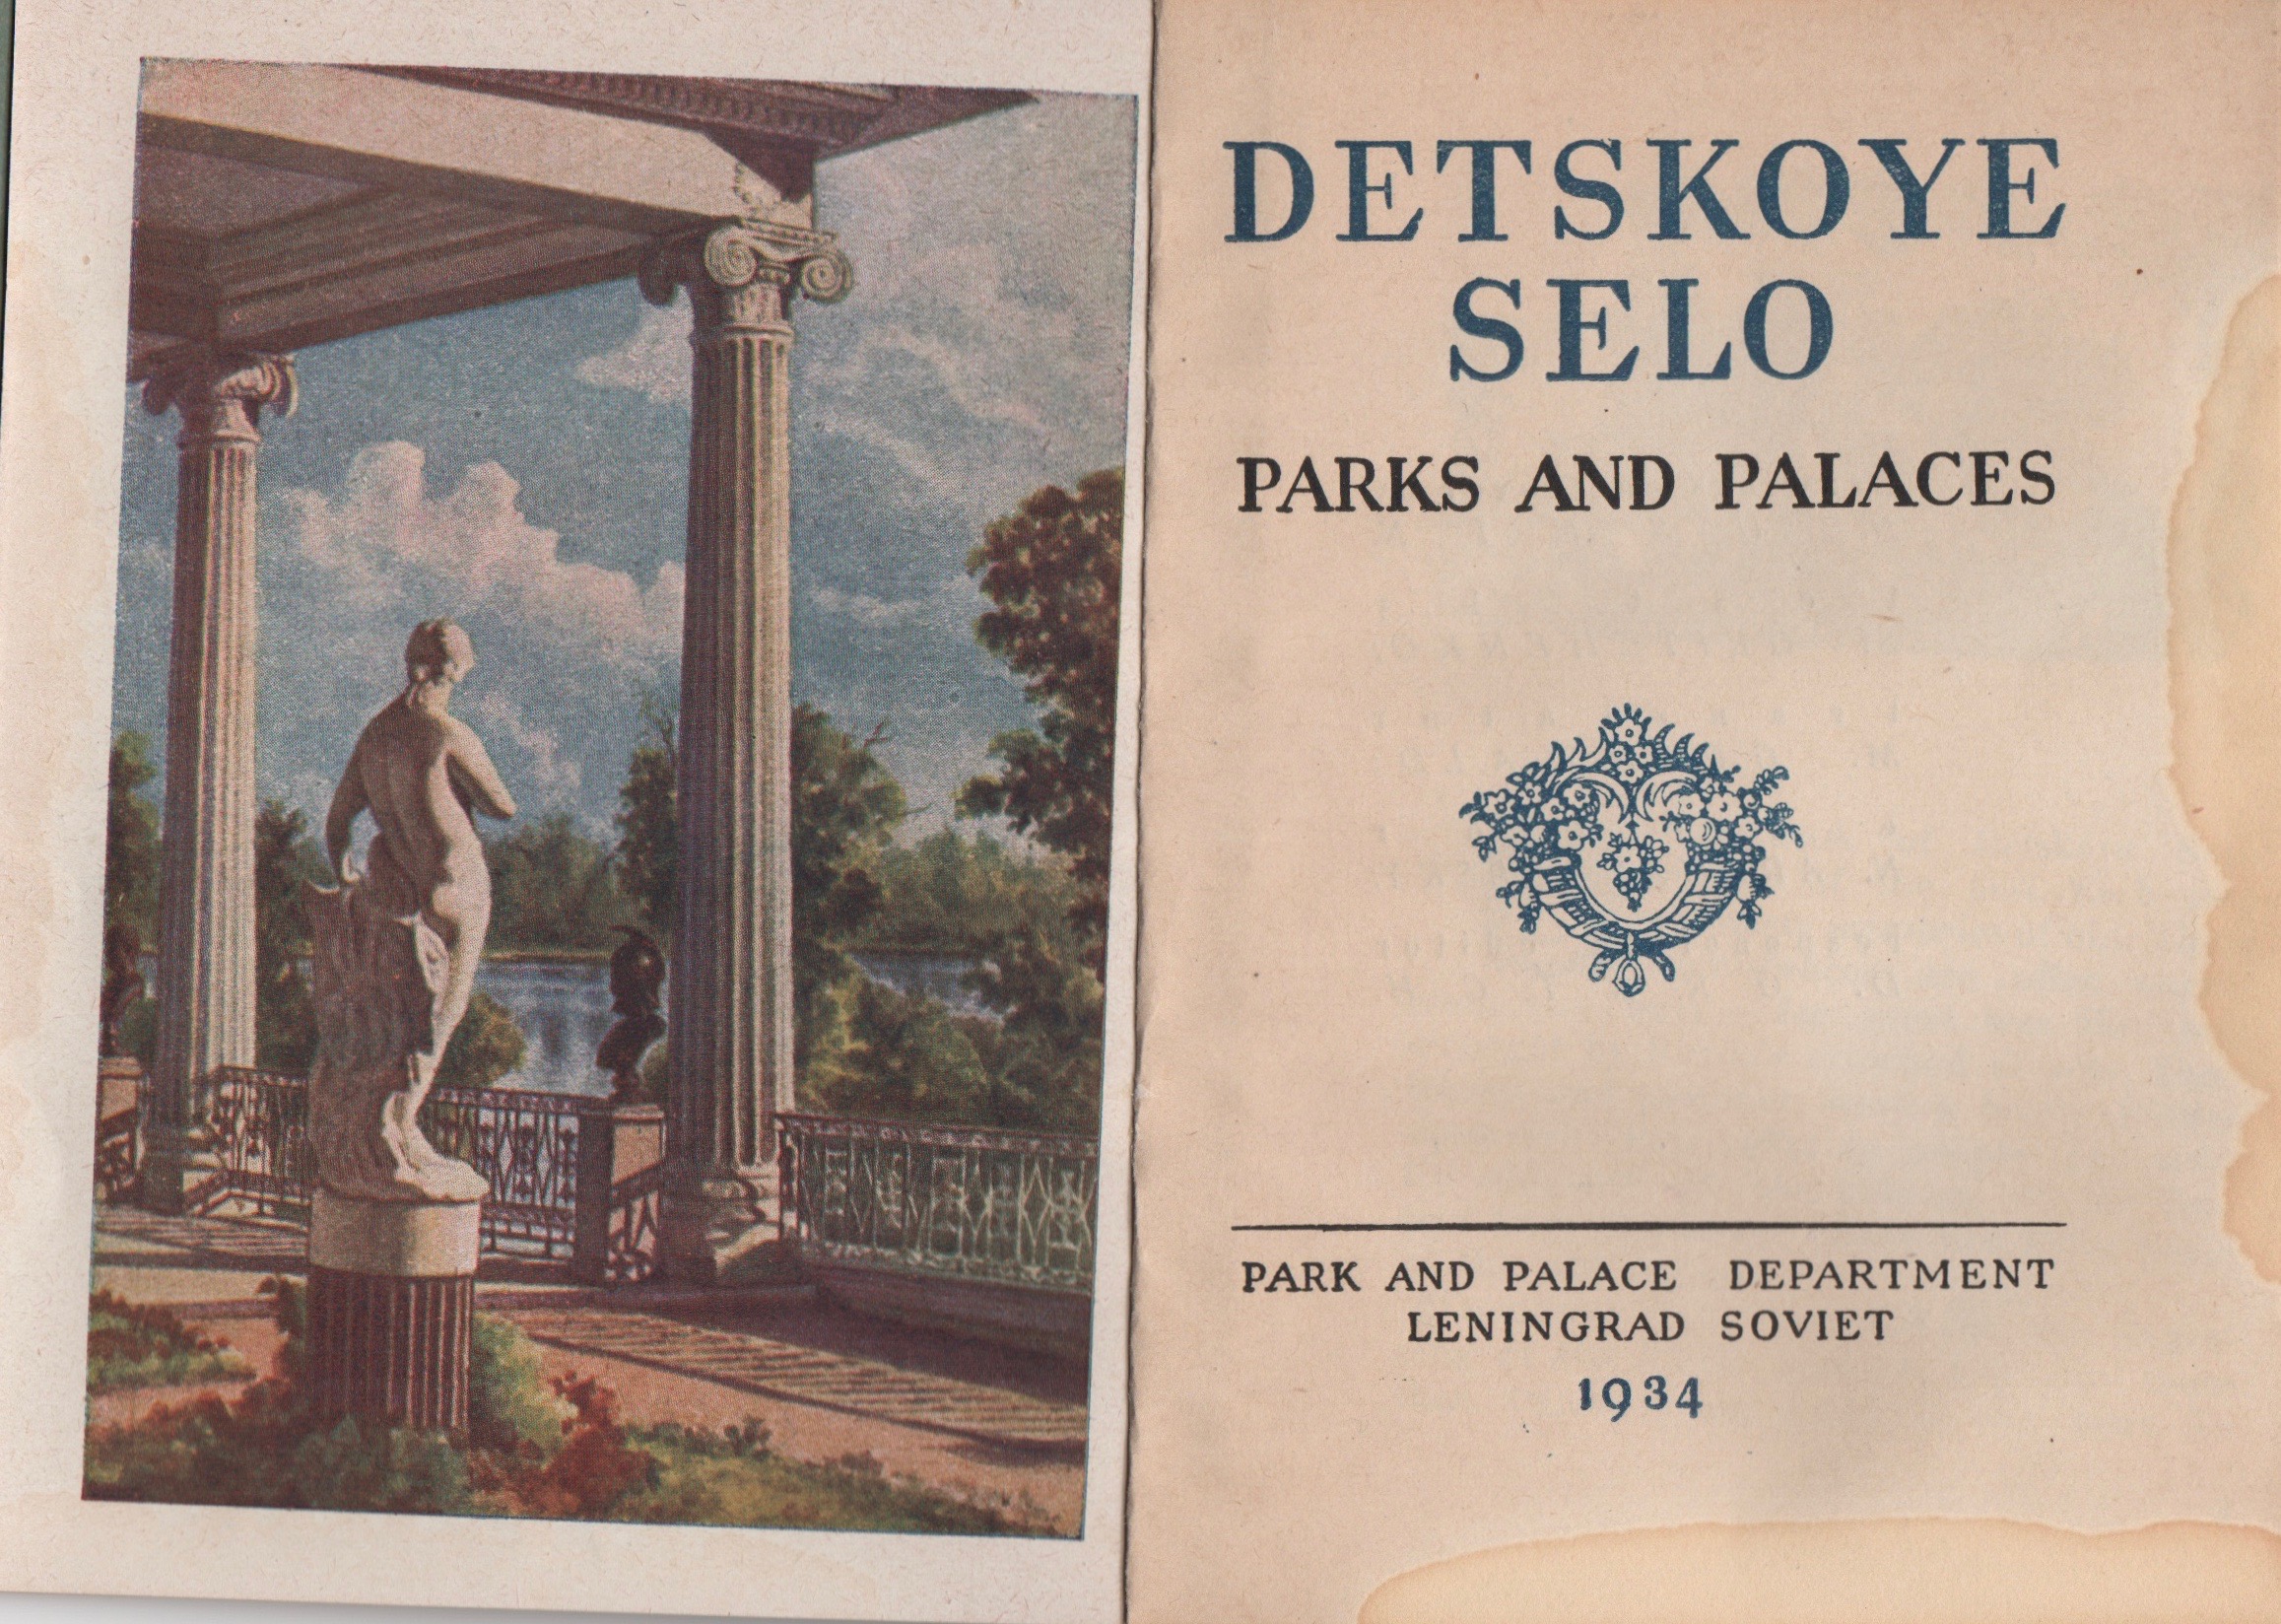 DETSKOYE
SELO
PARKS AND PALACES
PARK AND PALACE DEPARTMENT
LENINGRAD SOVIET
1934